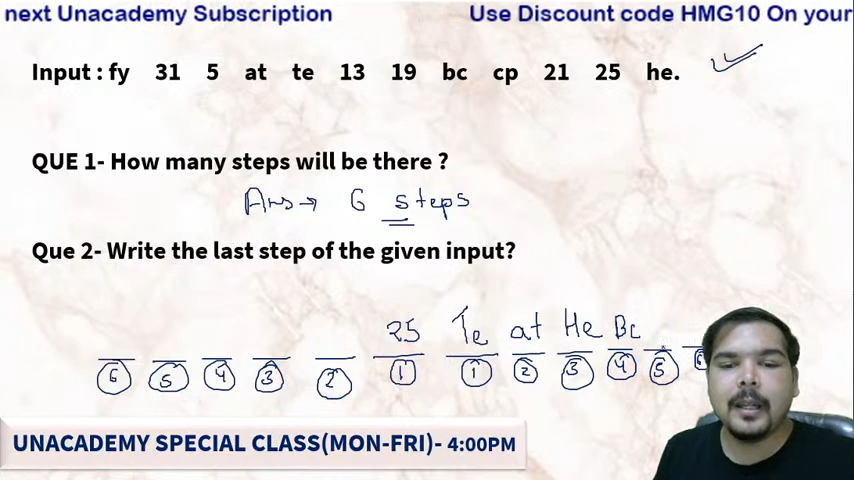 next Unacademy Subscription Use Discount code HMG10 On your
Input : fy 31 5 at te 13 19 bc cp 21 25 he.
QUE 1- How many steps will be there ?
Ans → 6 steps
Que 2- Write the last step of the given input?
25 Te at He Bc
6 5 4 3 2 1 1 2 3 4 5 6
UNACADEMY SPECIAL CLASS(MON-FRI)- 4:00PM